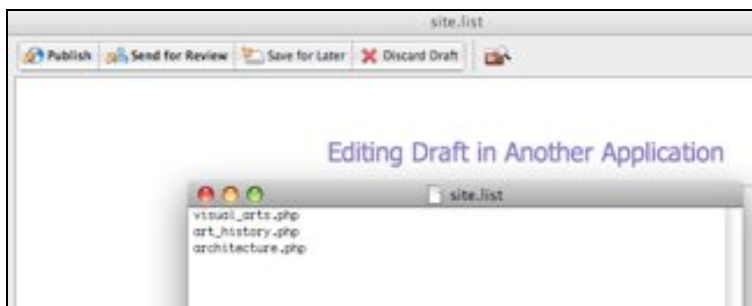 site.list
Publish Send for Review Save for Later Discard Draft
Editing Draft in Another Application
site.list
visual_arts.php
art_history.php
architecture.php